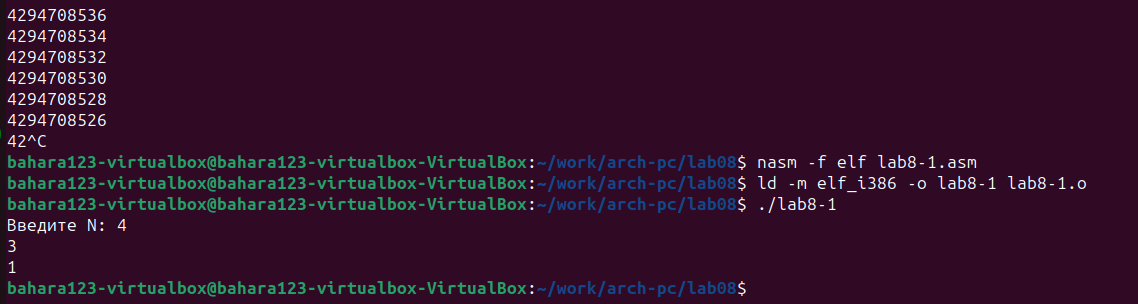 4294708536
4294708534
4294708532
4294708530
4294708528
4294708526
42^C
bahara123-virtualbox@bahara123-virtualbox-VirtualBox:~/work/arch-pc/lab08$ nasm -f elf lab8-1.asm
bahara123-virtualbox@bahara123-virtualbox-VirtualBox:~/work/arch-pc/lab08$ ld -m elf_i386 -o lab8-1 lab8-1.o
bahara123-virtualbox@bahara123-virtualbox-VirtualBox:~/work/arch-pc/lab08$ ./lab8-1
Введите N: 4
3
1
bahara123-virtualbox@bahara123-virtualbox-VirtualBox:~/work/arch-pc/lab08$